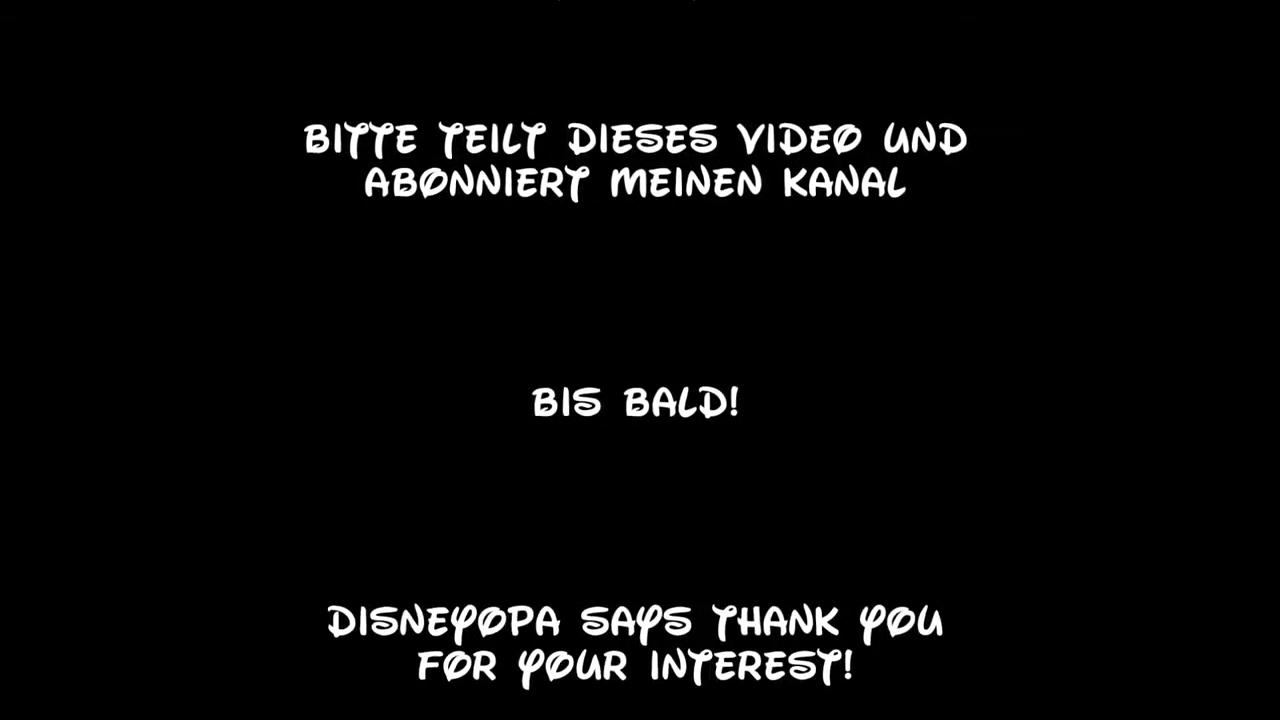 BITTE TEILT DIESES VIDEO UND
ABONNIERT MEINEN KANAL
BIS BALD!
DISNEYOPA SAYS THANK YOU
FOR YOUR INTEREST!